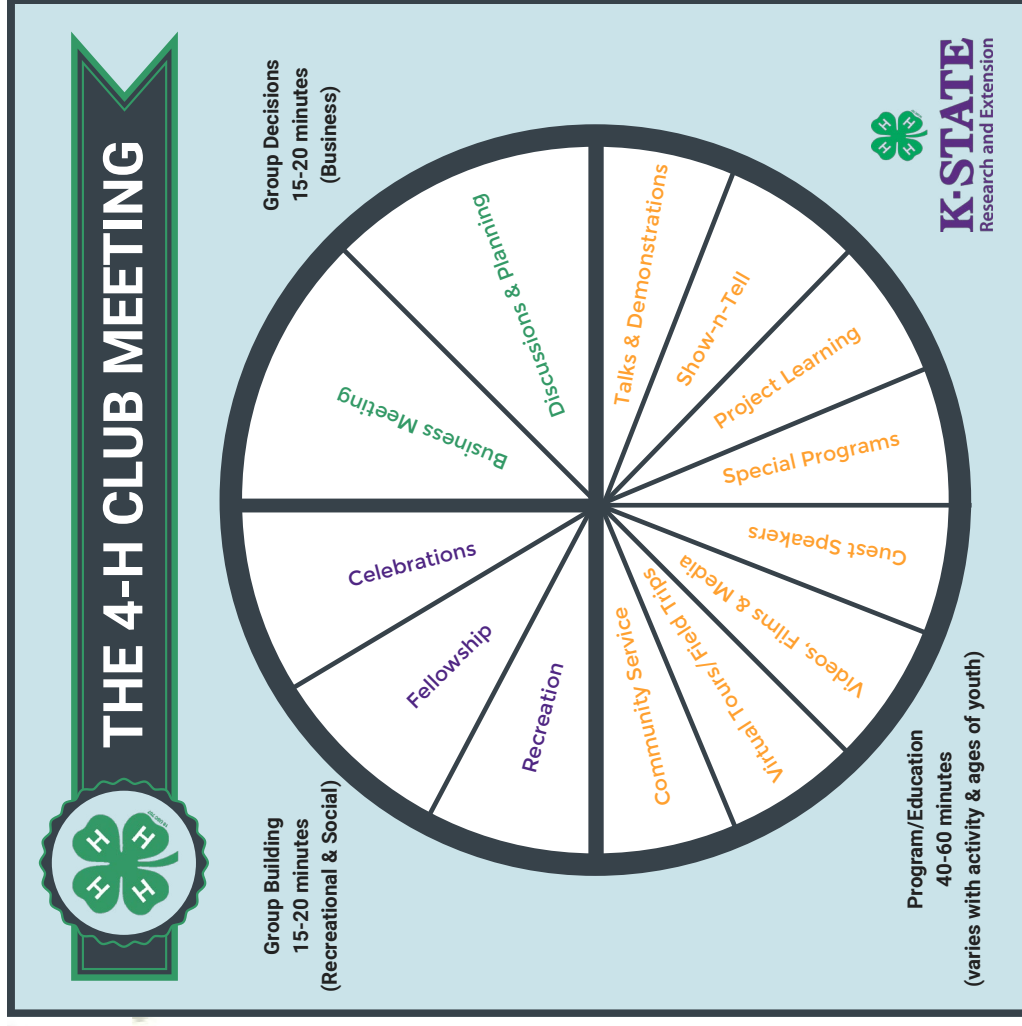 THE 4-H CLUB MEETING
H
H
H
H
Group Building
15-20 minutes
(Recreational & Social)
Group Decisions
15-20 minutes
(Business)
Celebrations
Fellowship
Recreation
Business Meeting
Discussions & Planning
Talks & Demonstrations
Show-n-Tell
Project Learning
Special Programs
Guest Speakers
Videos, Films & Media
Virtual Tours/Field Trips
Community Service
Program/Education
40-60 minutes
(varies with activity & ages of youth)
H
H
H
H
K·STATE
Research and Extension